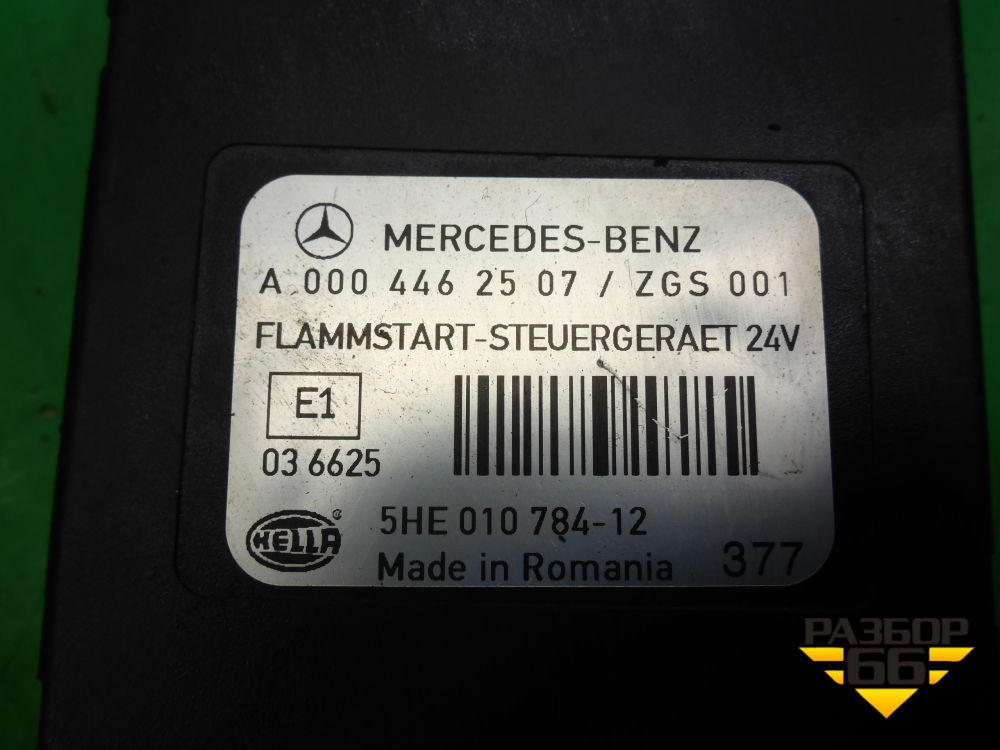 MERCEDES-BENZ
A 000 446 25 07 / ZGS 001
FLAMMSTART-STEUERGERAET 24V
E1
03 6625
HELLA
5HE 010 784-12
Made in Romania 377
РАЗБОР
66